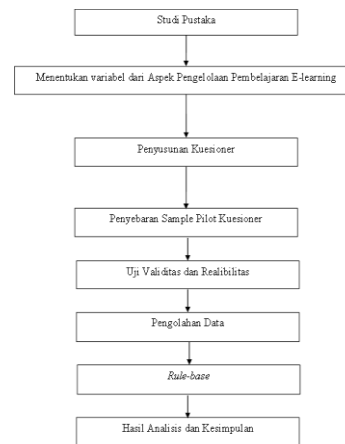 Studi Pustaka
Menentukan variabel dari Aspek Pengelolaan Pembelajaran E-learning
Penyusunan Kuesioner
Penyebaran Sample Pilot Kuesioner
Uji Validitas dan Realibilitas
Pengolahan Data
Rule-base
Hasil Analisis dan Kesimpulan